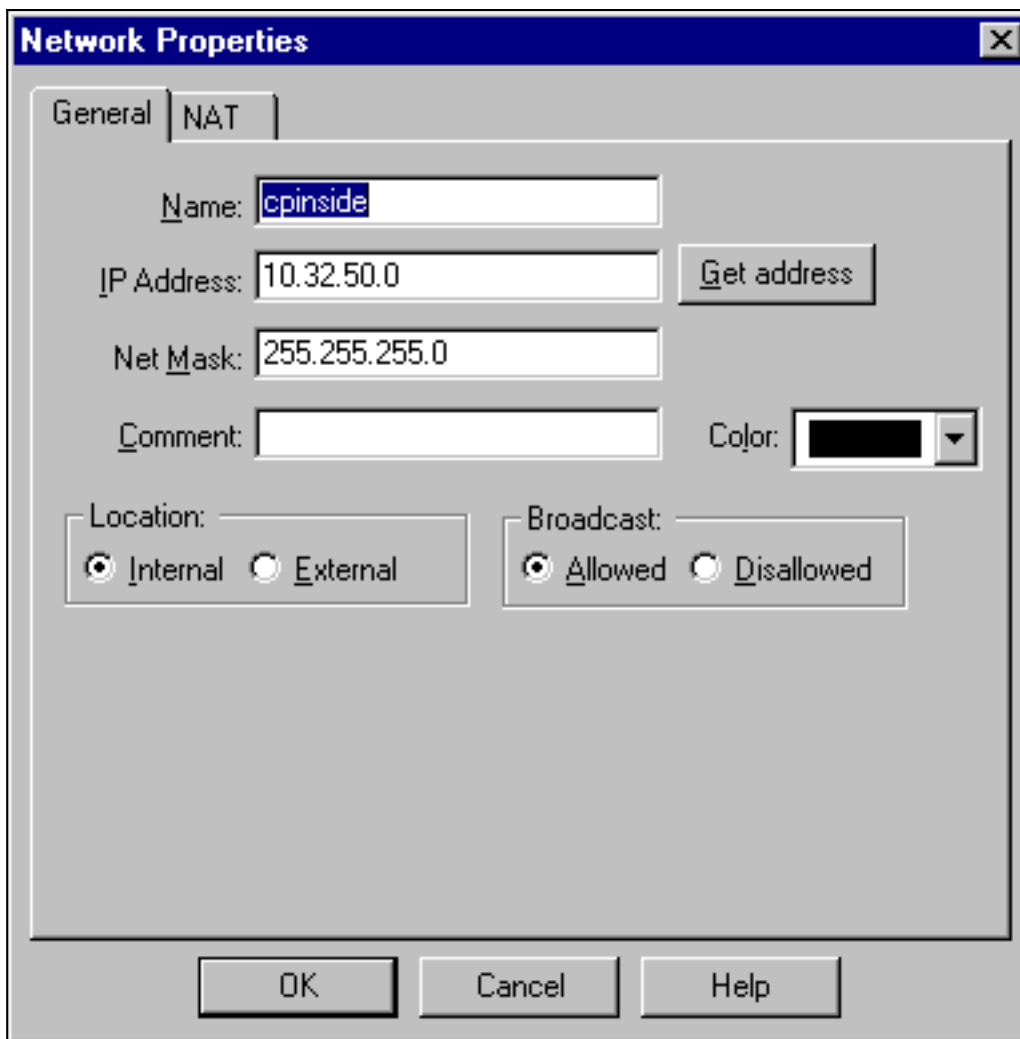 Network Properties
General NAT
Name: cpinside
IP Address: 10.32.50.0 Get address
Net Mask: 255.255.255.0
Comment: Color:
Location: Broadcast:
Internal External Allowed Disallowed
OK Cancel Help